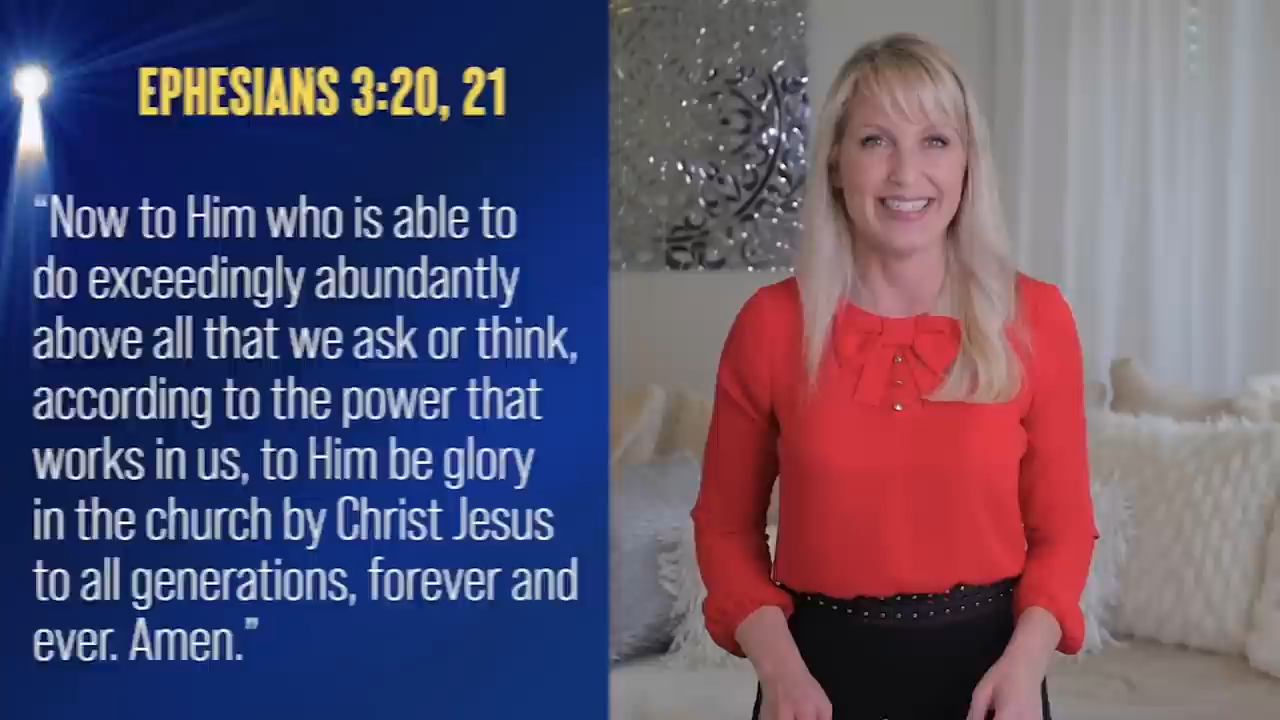 EPHESIANS 3:20, 21
“Now to Him who is able to
do exceedingly abundantly
above all that we ask or think,
according to the power that
works in us, to Him be glory
in the church by Christ Jesus
to all generations, forever and
ever. Amen.”